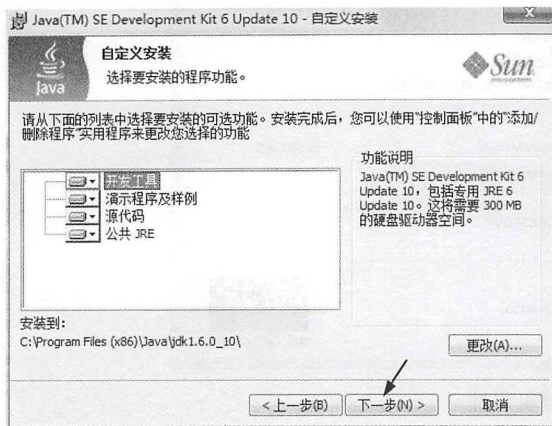 Java(TM) SE Development Kit 6 Update 10 - 自定义安装
自定义安装
选择要安装的程序功能。
Java
Sun
microsystems
请从下面的列表中选择要安装的可选功能。安装完成后，您可以使用"控制面板"中的"添加/
删除程序"实用程序来更改您选择的功能
开发工具
演示程序及样例
源代码
公共 JRE
功能说明
Java(TM) SE Development Kit 6
Update 10，包括专用 JRE 6
Update 10。这将需要 300 MB
的硬盘驱动器空间。
安装到:
C:\Program Files (x86)\Java\jdk1.6.0_10\
更改(A)...
<上一步(B)
下一步(N) >
取消